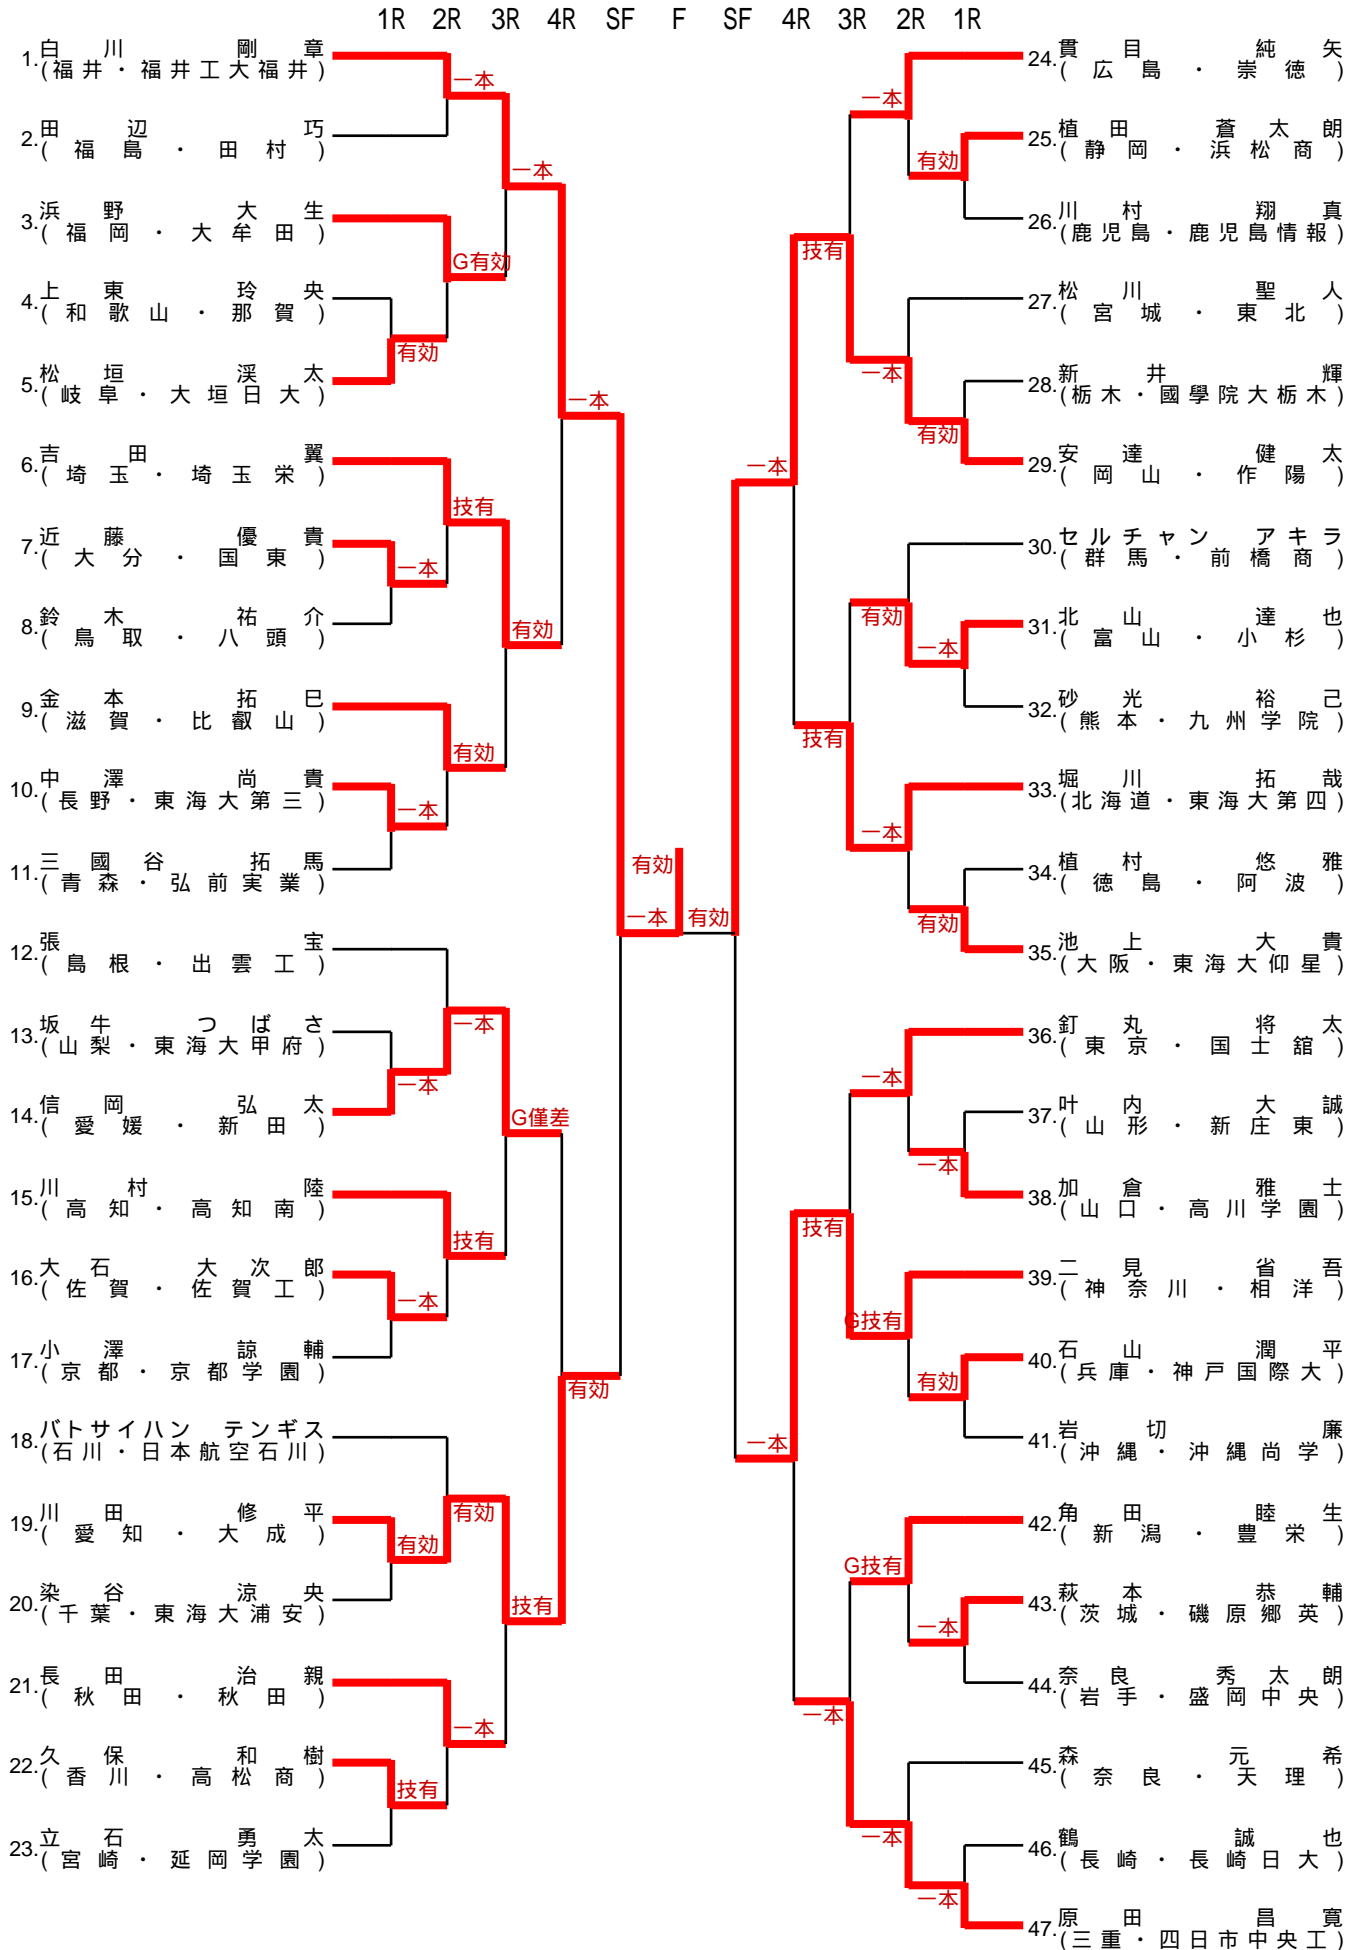 1R 2R 3R 4R SF F SF 4R 3R 2R 1R
1. 白川 剛章
(福井・福井工大福井)
一本
2. 田辺 巧
(福島・田村)
一本
3. 浜野 大生
(福岡・大牟田)
G有効
4. 上東 玲央
(和歌山・那賀)
有効
5. 松垣 渓太
(岐阜・大垣日大)
一本
6. 吉田 翼
(埼玉・埼玉栄)
技有
7. 近藤 優貴
(大分・国東)
一本
8. 鈴木 祐介
(鳥取・八頭)
有効
9. 金本 拓巳
(滋賀・比叡山)
有効
10. 中澤 尚貴
(長野・東海大第三)
一本
11. 三國谷 拓馬
(青森・弘前実業)
有効
一本 有効
12. 張 宝
(島根・出雲工)
一本
13. 坂牛 つばさ
(山梨・東海大甲府)
一本
14. 信岡 弘太
(愛媛・新田)
G僅差
15. 川村 陸
(高知・高知南)
技有
16. 大石 大次郎
(佐賀・佐賀工)
一本
17. 小澤 諒輔
(京都・京都学園)
有効
18. バトサイハン テンギス
(石川・日本航空石川)
有効
19. 川田 修平
(愛知・大成)
有効
20. 染谷 涼央
(千葉・東海大浦安)
技有
21. 長田 治親
(秋田・秋田)
一本
22. 久保 和樹
(香川・高松商)
技有
23. 立石 勇太
(宮崎・延岡学園)
24. 貫目 純矢
(広島・崇徳)
一本
25. 植田 蒼太朗
(静岡・浜松商)
有効
26. 川村 翔真
(鹿児島・鹿児島情報)
技有
27. 松川 聖人
(宮城・東北)
一本
28. 新井 輝
(栃木・國學院大栃木)
有効
29. 安達 健太
(岡山・作陽)
一本
30. セルチャン アキラ
(群馬・前橋商)
有効
31. 北山 達也
(富山・小杉)
一本
32. 砂光 裕己
(熊本・九州学院)
技有
33. 堀川 拓哉
(北海道・東海大第四)
一本
34. 植村 悠雅
(徳島・阿波)
有効
35. 池上 大貴
(大阪・東海大仰星)
36. 釘丸 将太
(東京・国士舘)
一本
37. 叶内 大誠
(山形・新庄東)
一本
38. 加倉 雅士
(山口・高川学園)
技有
39. 二見 省吾
(神奈川・相洋)
G技有
40. 石山 潤平
(兵庫・神戸国際大)
有効
41. 岩切 廉
(沖縄・沖縄尚学)
一本
42. 角田 睦生
(新潟・豊栄)
G技有
43. 萩本 恭輔
(茨城・磯原郷英)
一本
44. 奈良 秀太朗
(岩手・盛岡中央)
一本
45. 森 元希
(奈良・天理)
一本
46. 鶴 誠也
(長崎・長崎日大)
一本
47. 原田 昌寛
(三重・四日市中央工)